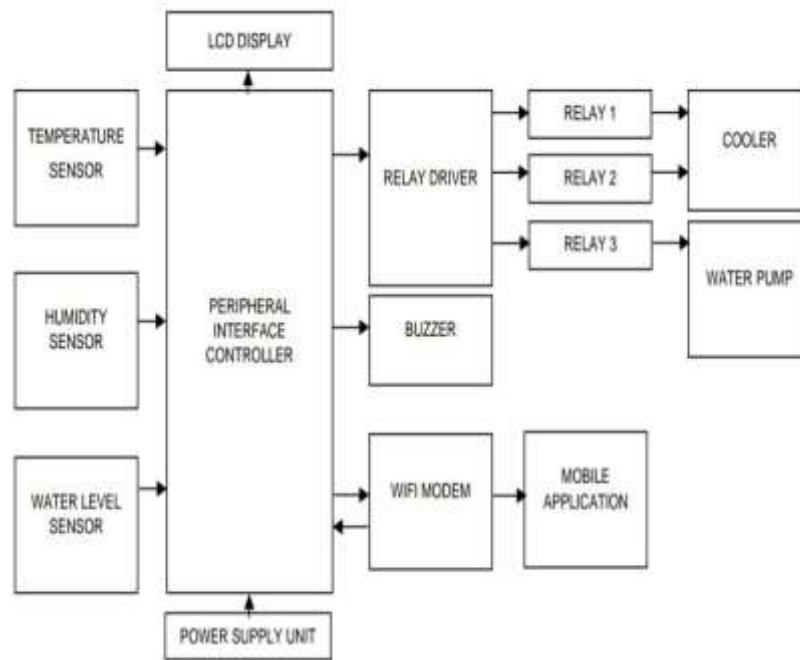 LCD DISPLAY
TEMPERATURE
SENSOR
HUMIDITY
SENSOR
WATER LEVEL
SENSOR
PERIPHERAL
INTERFACE
CONTROLLER
POWER SUPPLY UNIT
RELAY DRIVER
BUZZER
WIFI MODEM
RELAY 1
RELAY 2
RELAY 3
COOLER
WATER PUMP
MOBILE
APPLICATION